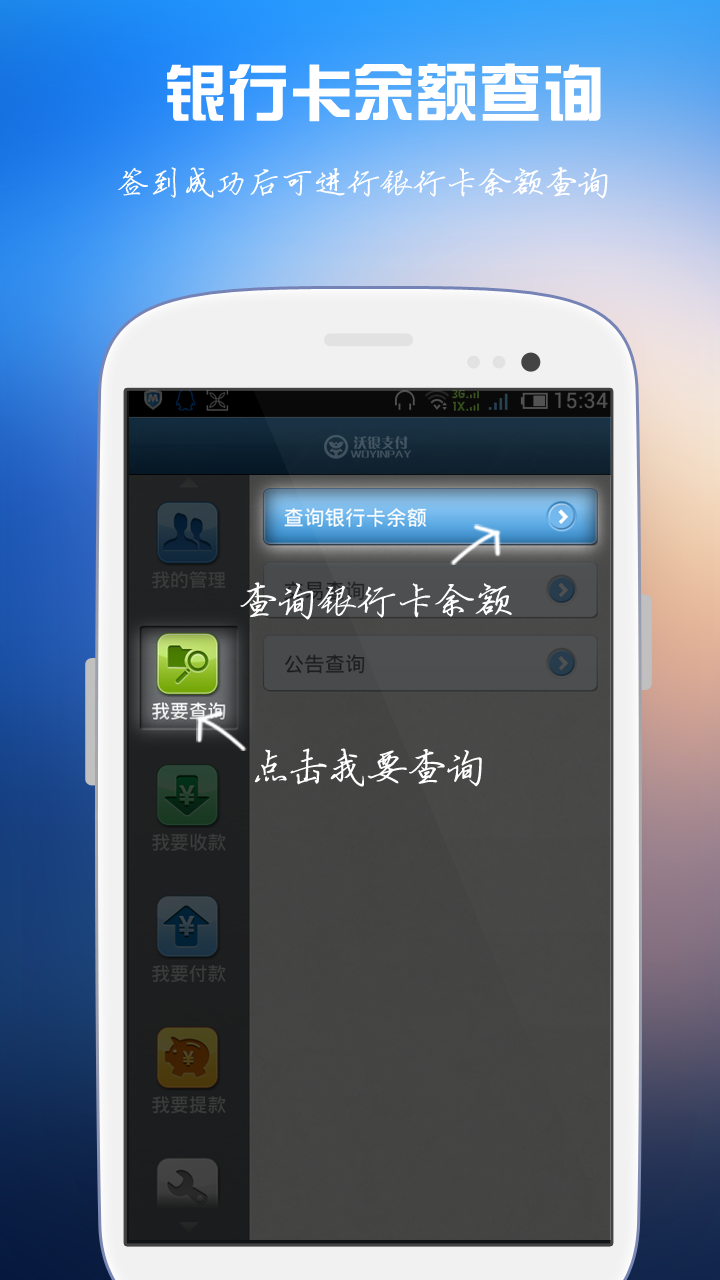 银行卡余额查询
签到成功后可进行银行卡余额查询
3G
1X
15:34
沃银支付
WOYINPAY
我的管理
查询银行卡余额
交易查询
查询银行卡余额
公告查询
我要查询
点击我要查询
我要收款
我要付款
我要提款